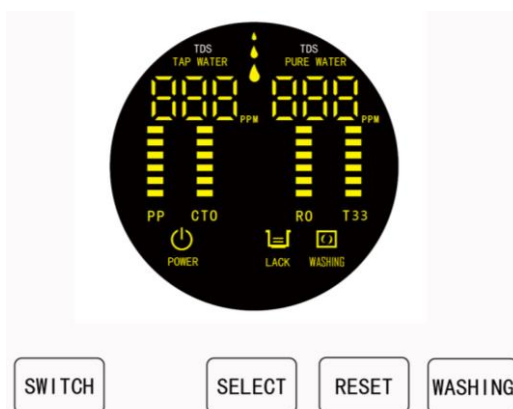 TDS TDS
TAP WATER PURE WATER
888 PPM 888 PPM
PP CTO RO T33
POWER LACK WASHING
SWITCH SELECT RESET WASHING